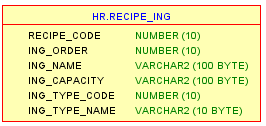 HR.RECIPE_ING
RECIPE_CODE NUMBER (10)
ING_ORDER NUMBER (10)
ING_NAME VARCHAR2 (100 BYTE)
ING_CAPACITY VARCHAR2 (100 BYTE)
ING_TYPE_CODE NUMBER (10)
ING_TYPE_NAME VARCHAR2 (10 BYTE)